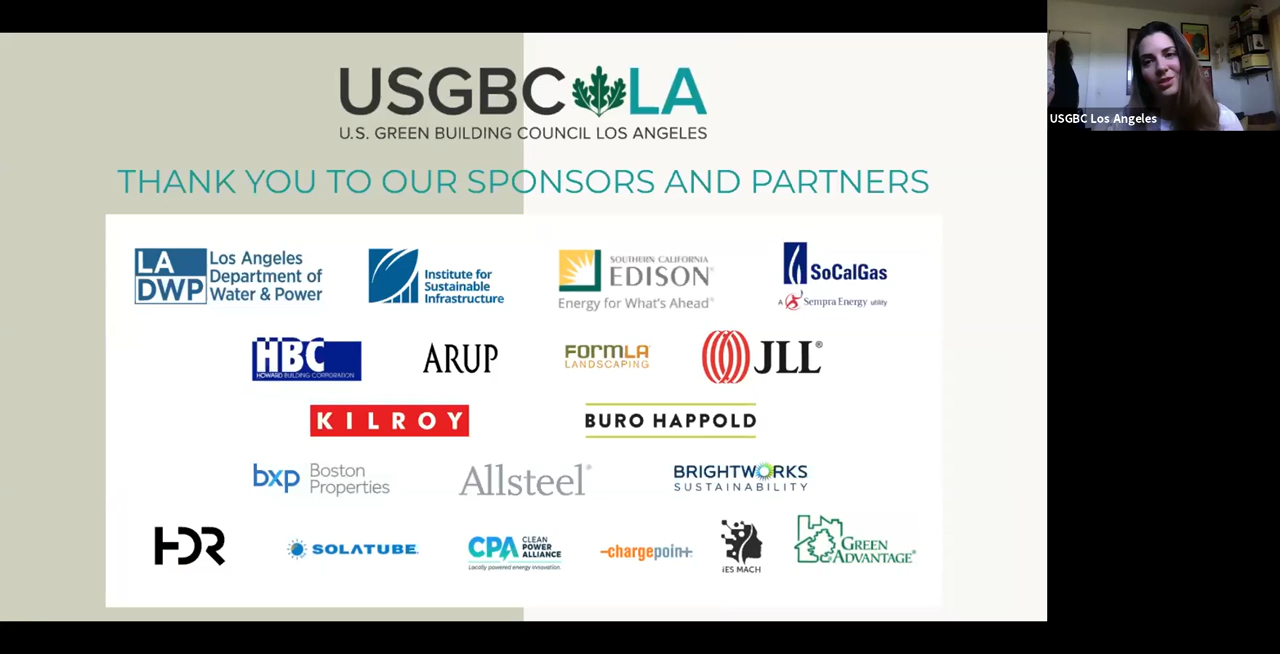 USGBC LA
U.S. GREEN BUILDING COUNCIL LOS ANGELES
THANK YOU TO OUR SPONSORS AND PARTNERS
LA
DWP
Los Angeles
Department of
Water & Power
Institute for
Sustainable
Infrastructure
SOUTHERN CALIFORNIA
EDISON®
Energy for What's Ahead®
SoCalGas
A Sempra Energy utility
HBC
HOWARD BUILDING CORPORATION
ARUP
FORMLA
LANDSCAPING
JLL®
KILROY
BURO HAPPOLD
bxp Boston
Properties
Allsteel®
BRIGHTWORKS
SUSTAINABILITY
HDR
SOLATUBE.
CPA
CLEAN
POWER
ALLIANCE
Locally powered energy innovation.
-chargepoin+
iES MACH
GREEN
ADVANTAGE®
USGBC Los Angeles